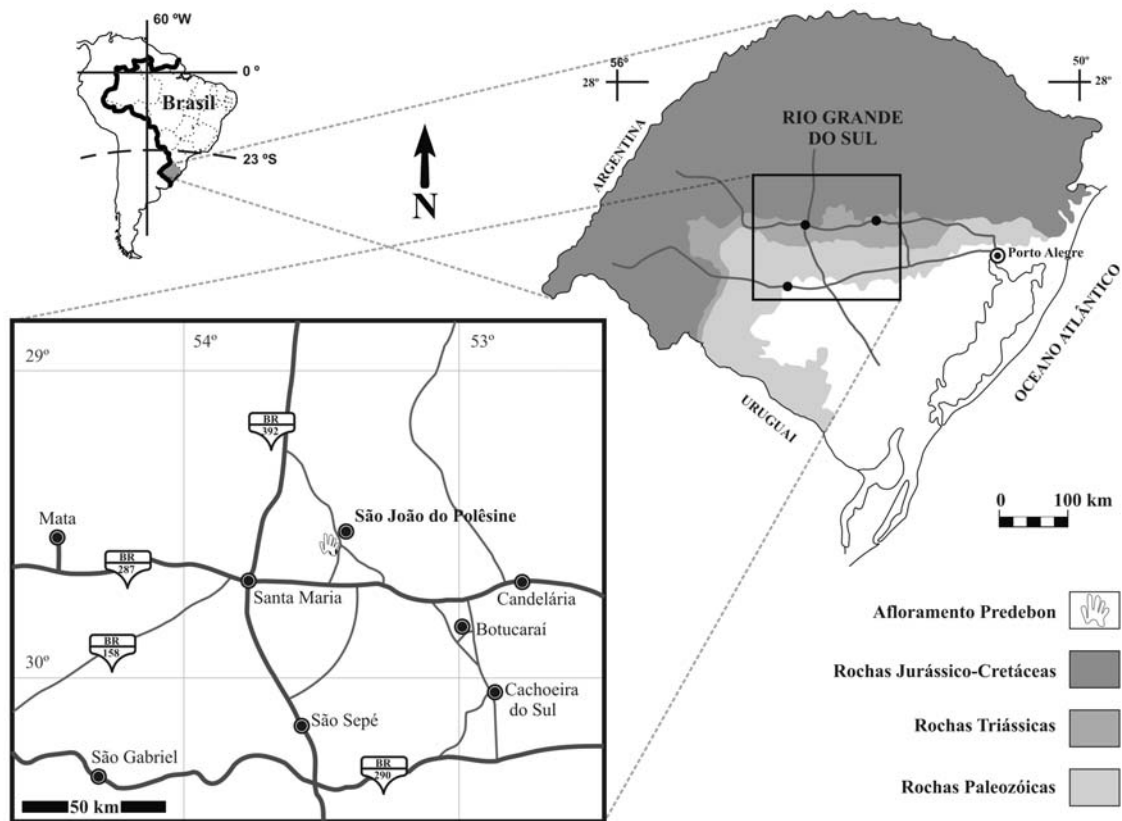 60 ºW
0 º
Brasil
23 ºS
N
56º
28º
50º
28º
RIO GRANDE
DO SUL
ARGENTINA
Porto Alegre
OCEANO ATLÂNTICO
URUGUAI
0
100 km
54º
53º
29º
BR
392
São João do Polêsine
Mata
BR
287
Santa Maria
Candelária
Botucaraí
BR
158
30º
Cachoeira
do Sul
São Sepé
São Gabriel
BR
290
50 km
Afloramento Predebon
Rochas Jurássico-Cretáceas
Rochas Triássicas
Rochas Paleozóicas